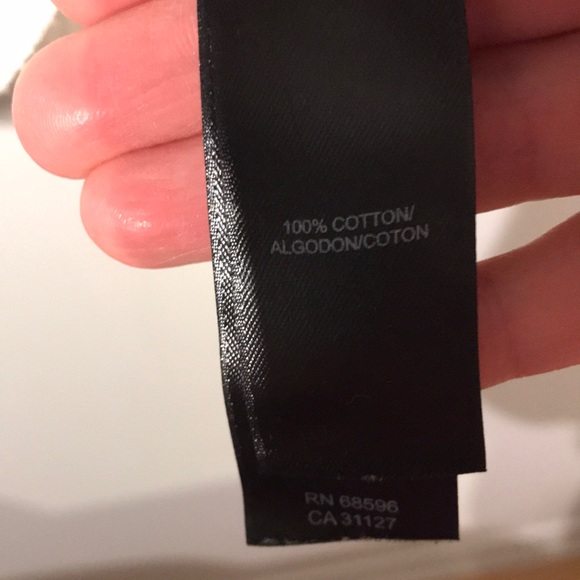 100% COTTON/
ALGODON/COTON
RN 68596
CA 31127